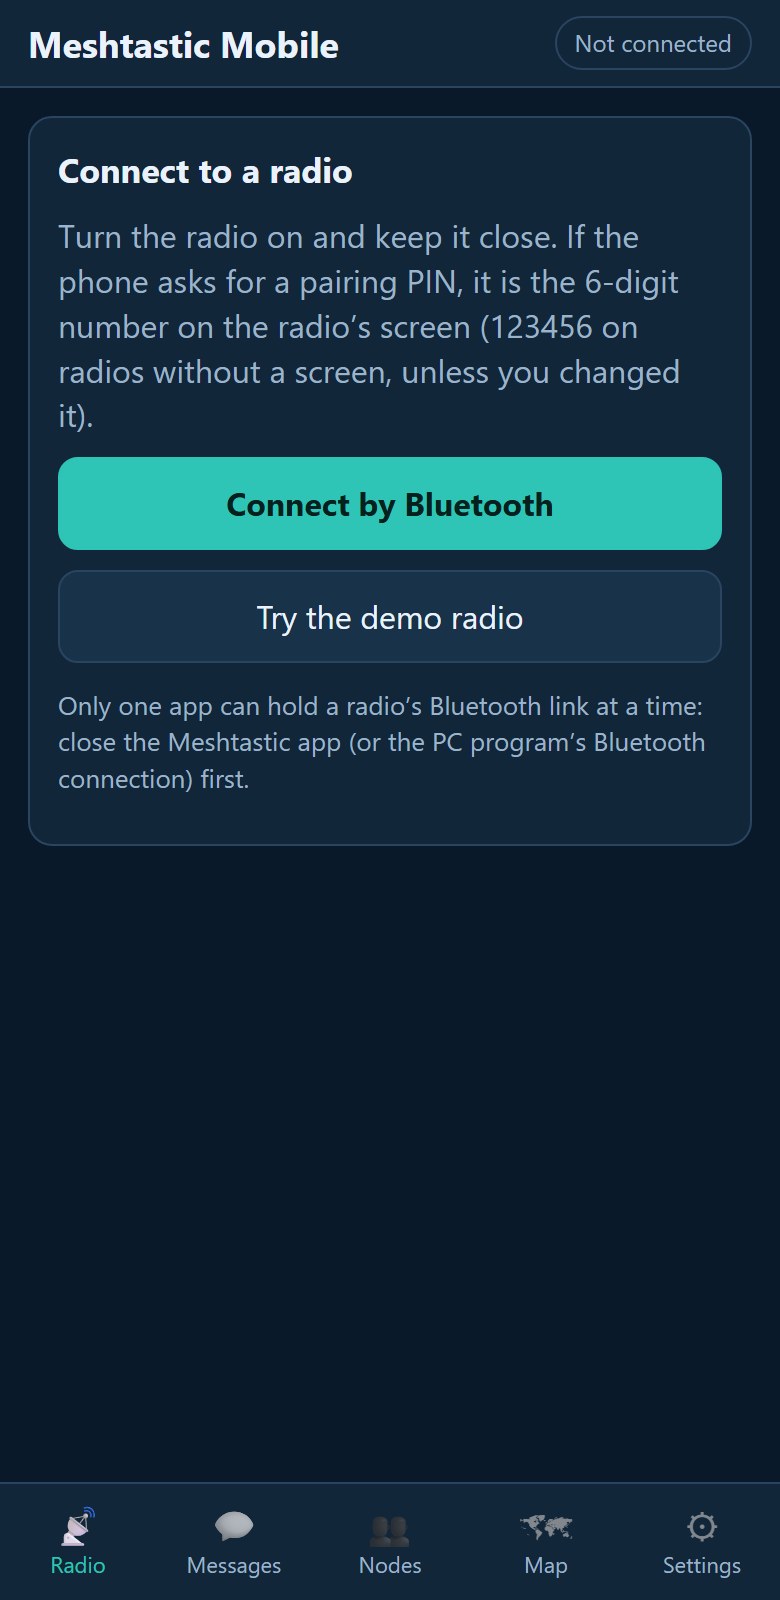 Meshtastic Mobile
Not connected
Connect to a radio
Turn the radio on and keep it close. If the
phone asks for a pairing PIN, it is the 6-digit
number on the radio’s screen (123456 on
radios without a screen, unless you changed
it).
Connect by Bluetooth
Try the demo radio
Only one app can hold a radio’s Bluetooth link at a time:
close the Meshtastic app (or the PC program’s Bluetooth
connection) first.
Radio
Messages
Nodes
Map
Settings